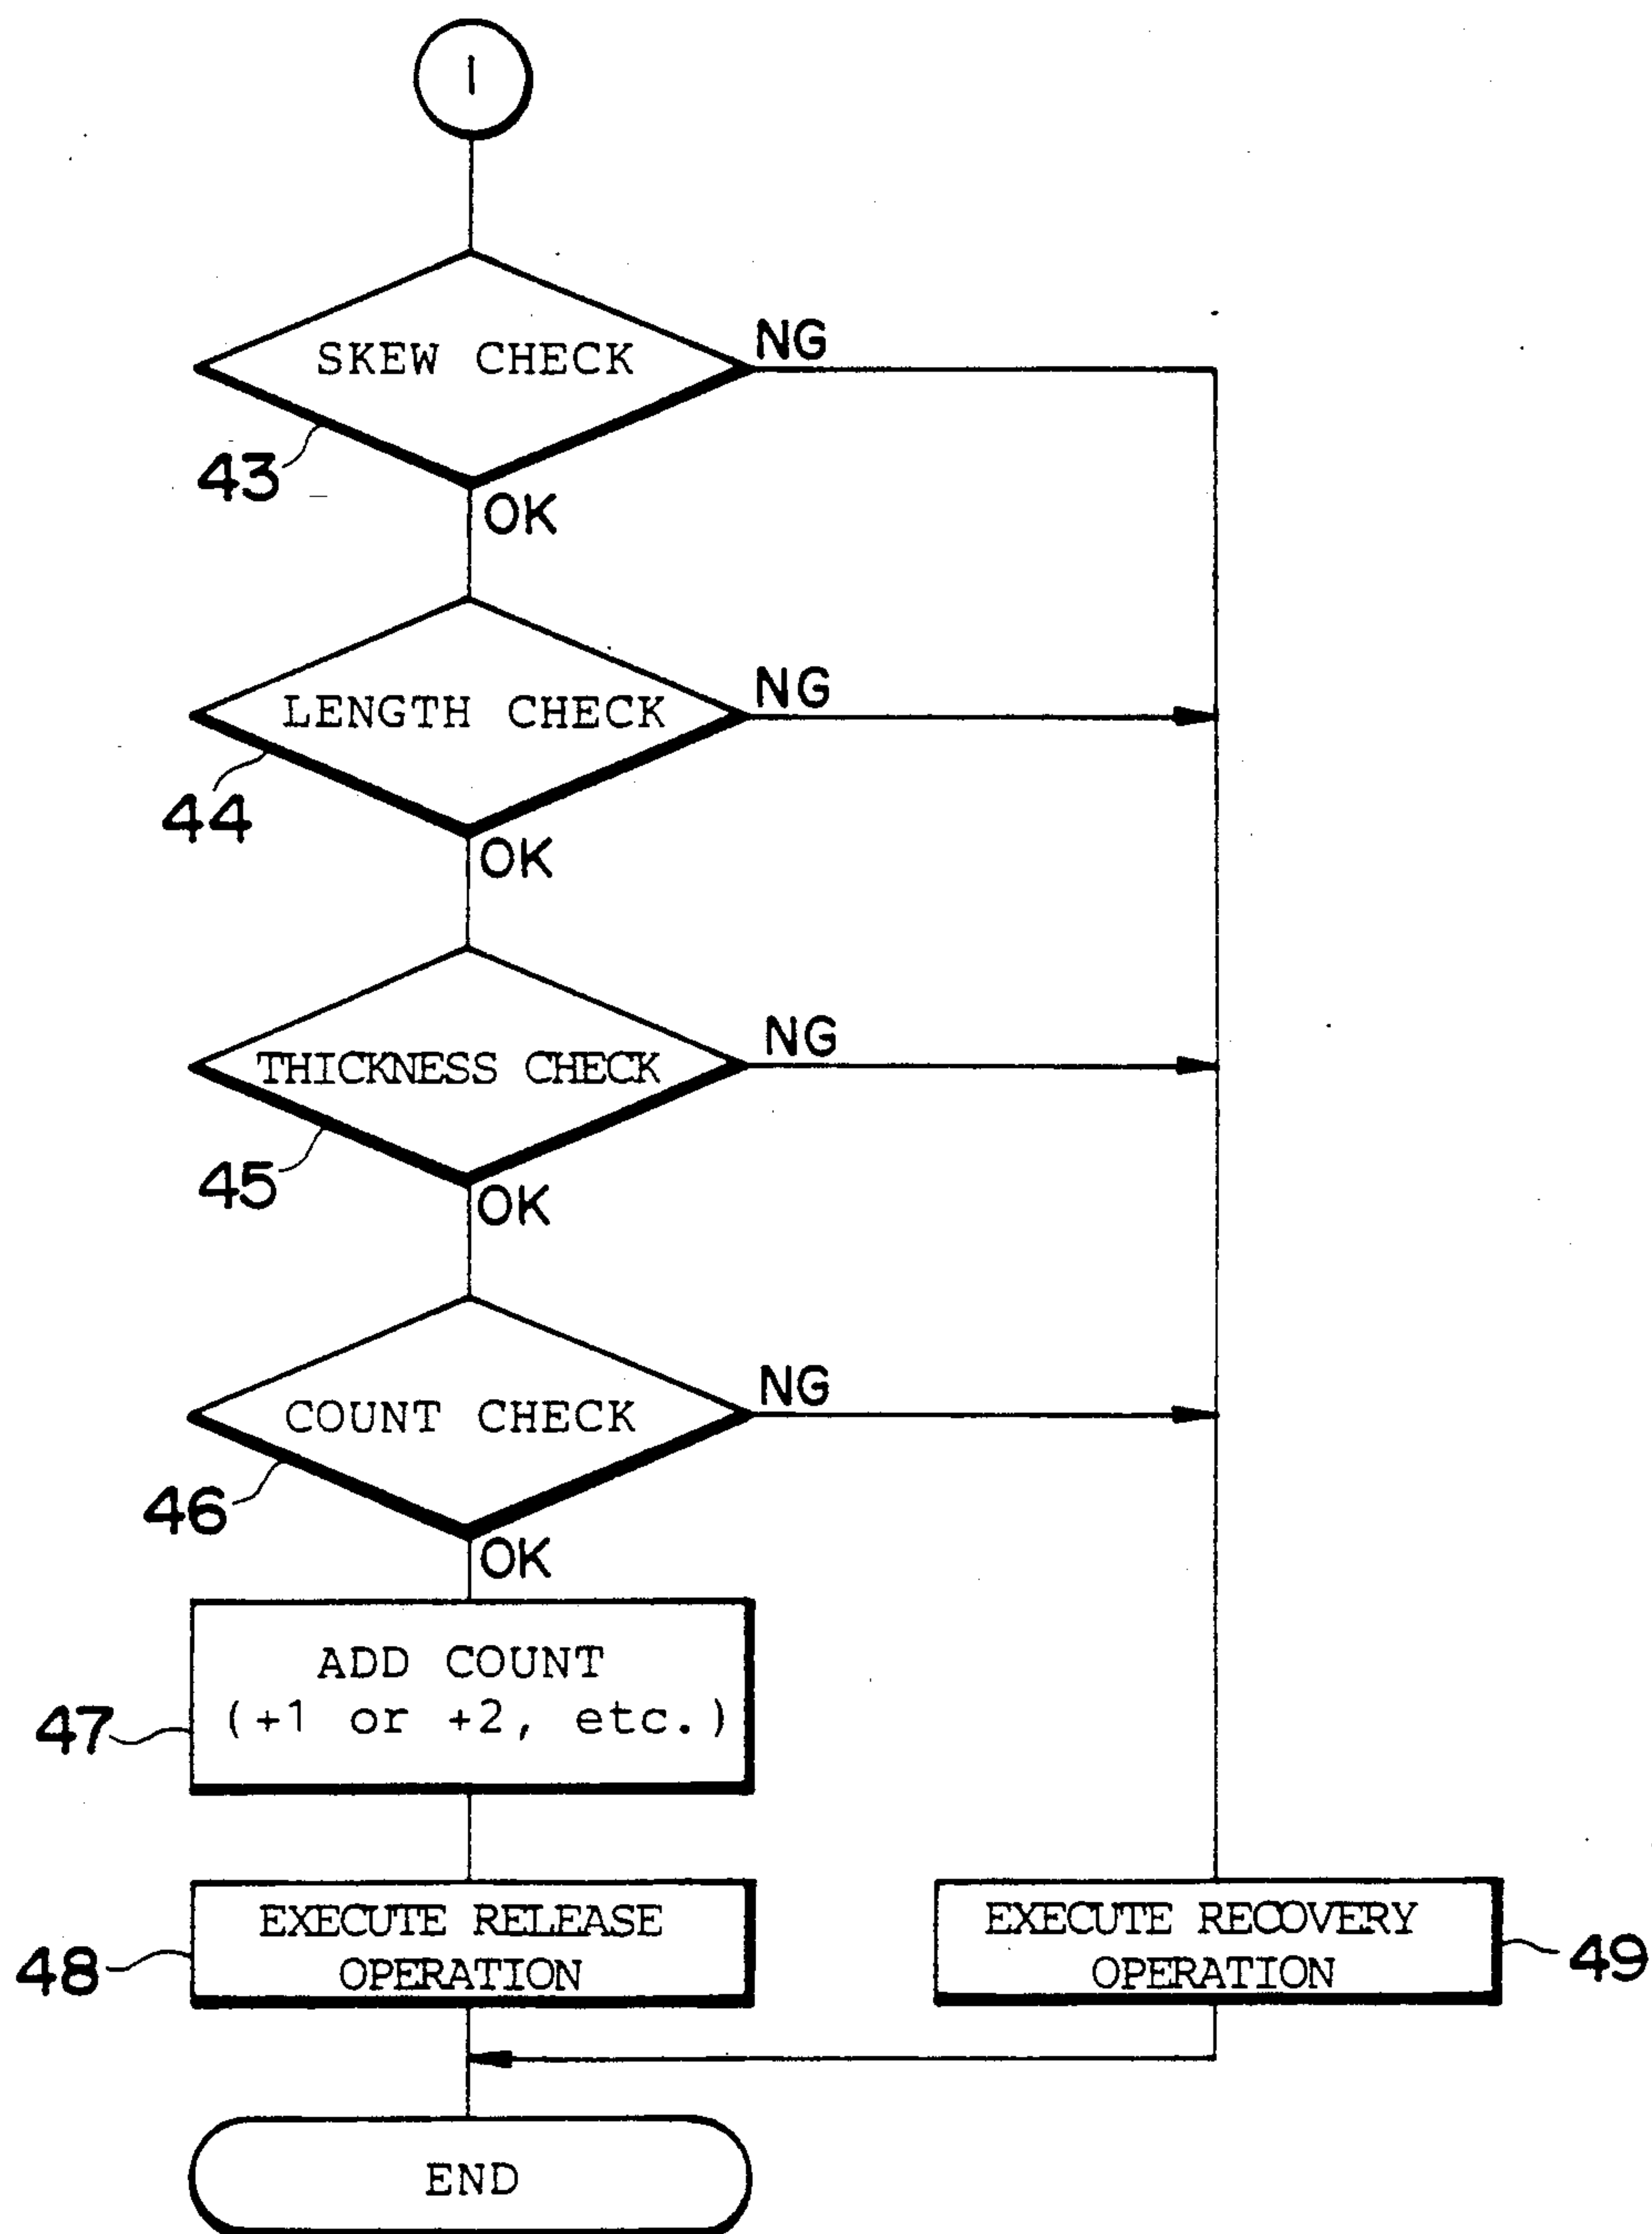 1
SKEW CHECK
NG
43
OK
LENGTH CHECK
NG
44
OK
THICKNESS CHECK
NG
45
OK
COUNT CHECK
NG
46
OK
ADD COUNT
(+1 or +2, etc.)
47
EXECUTE RELEASE
OPERATION
48
EXECUTE RECOVERY
OPERATION
49
END